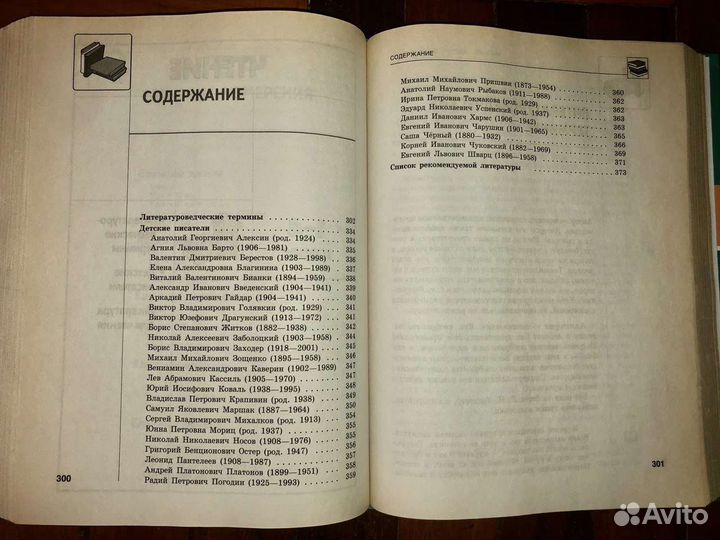 СОДЕРЖАНИЕ
Литературоведческие термины . . . . . . . . . . . . . . . . 302
Детские писатели . . . . . . . . . . . . . . . . . . . . . . . . 334
Анатолий Георгиевич Алексин (род. 1924) . . . . . . . . 334
Агния Львовна Барто (1906—1981) . . . . . . . . . . . . 335
Валентин Дмитриевич Берестов (1928—1998) . . . . . . 336
Елена Александровна Благинина (1903—1989) . . . . . 337
Виталий Валентинович Бианки (1894—1959) . . . . . . 338
Александр Иванович Введенский (1904—1941) . . . . . 339
Аркадий Петрович Гайдар (1904—1941) . . . . . . . . . 340
Виктор Владимирович Голявкин (род. 1929) . . . . . . 341
Виктор Юзефович Драгунский (1913—1972) . . . . . . . 341
Борис Степанович Житков (1882—1938) . . . . . . . . . 342
Николай Алексеевич Заболоцкий (1903—1958) . . . . . 344
Борис Владимирович Заходер (1918—2001) . . . . . . . 345
Михаил Михайлович Зощенко (1895—1958) . . . . . . . 346
Вениамин Александрович Каверин (1902—1989) . . . . 347
Лев Абрамович Кассиль (1905—1970) . . . . . . . . . . 347
Юрий Иосифович Коваль (1938—1995) . . . . . . . . . . 348
Владислав Петрович Крапивин (род. 1938) . . . . . . . 349
Самуил Яковлевич Маршак (1887—1964) . . . . . . . . 350
Сергей Владимирович Михалков (род. 1913) . . . . . . 354
Юнна Петровна Мориц (род. 1937) . . . . . . . . . . . . 355
Николай Николаевич Носов (1908—1976) . . . . . . . . 356
Григорий Бенционович Остер (род. 1947) . . . . . . . . 357
Леонид Пантелеев (1908—1987) . . . . . . . . . . . . . 357
Андрей Платонович Платонов (1899—1951) . . . . . . . 358
Радий Петрович Погодин (1925—1993) . . . . . . . . . . 359
300
СОДЕРЖАНИЕ
Михаил Михайлович Пришвин (1873—1954) . . . . . . . 360
Анатолий Наумович Рыбаков (1911—1988) . . . . . . . 362
Ирина Петровна Токмакова (род. 1929) . . . . . . . . . 362
Эдуард Николаевич Успенский (род. 1937) . . . . . . . 363
Даниил Иванович Хармс (1906—1942) . . . . . . . . . . 363
Евгений Иванович Чарушин (1901—1965) . . . . . . . . 365
Саша Чёрный (1880—1932) . . . . . . . . . . . . . . . . 366
Корней Иванович Чуковский (1882—1969) . . . . . . . . 369
Евгений Львович Шварц (1896—1958) . . . . . . . . . . 371
Список рекомендуемой литературы . . . . . . . . . . . . 373
301
Avito